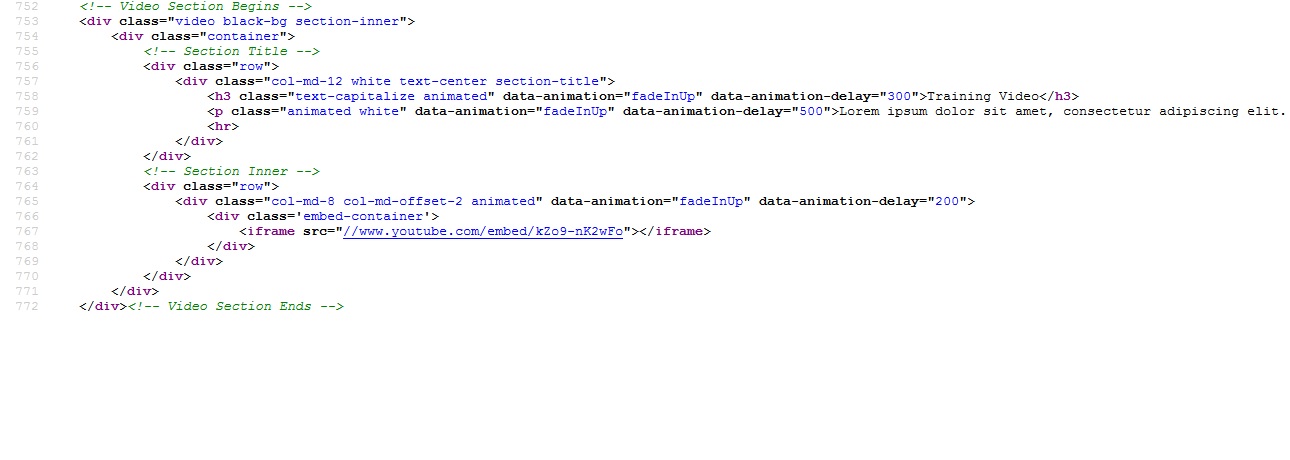 752 <!-- Video Section Begins -->
753 <div class="video black-bg section-inner">
754 <div class="container">
755 <!-- Section Title -->
756 <div class="row">
757 <div class="col-md-12 white text-center section-title">
758 <h3 class="text-capitalize animated" data-animation="fadeInUp" data-animation-delay="300">Training Video</h3>
759 <p class="animated white" data-animation="fadeInUp" data-animation-delay="500">Lorem ipsum dolor sit amet, consectetur adipiscing elit.
760 <hr>
761 </div>
762 </div>
763 <!-- Section Inner -->
764 <div class="row">
765 <div class="col-md-8 col-md-offset-2 animated" data-animation="fadeInUp" data-animation-delay="200">
766 <div class='embed-container'>
767 <iframe src="//www.youtube.com/embed/kZo9-nK2wFo"></iframe>
768 </div>
769 </div>
770 </div>
771 </div>
772 </div><!-- Video Section Ends -->